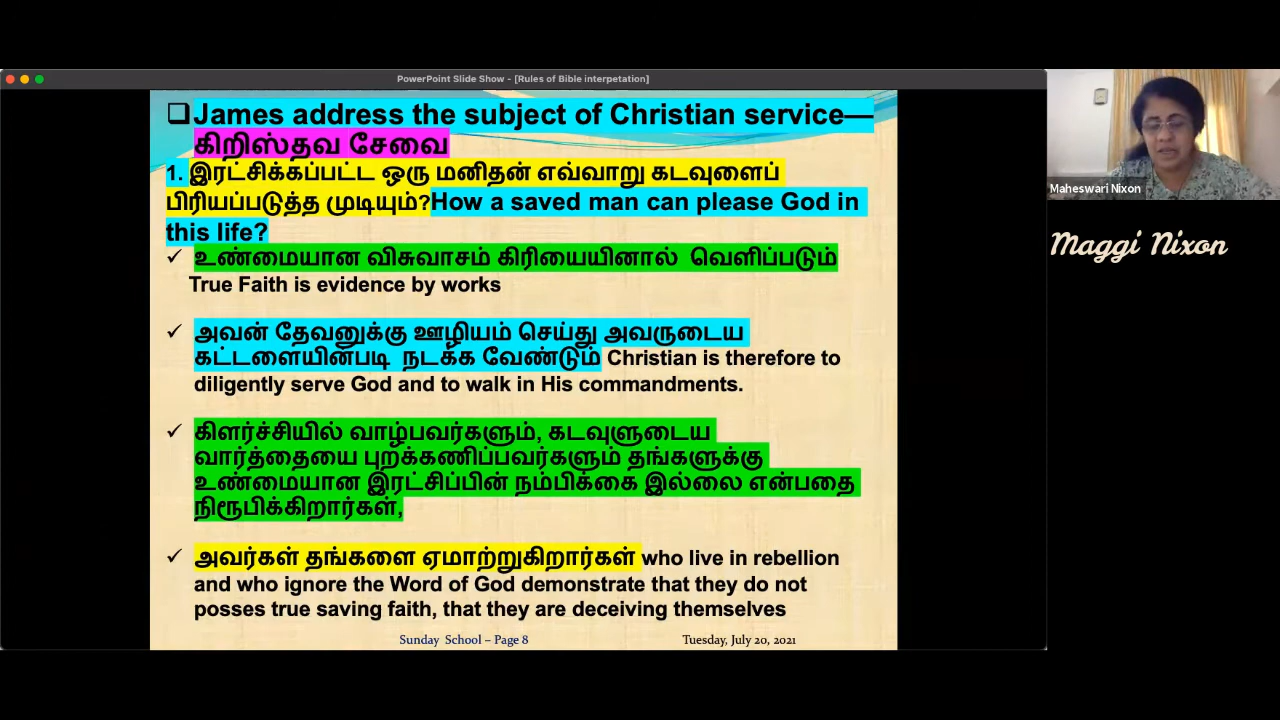 PowerPoint Slide Show - [Rules of Bible interpetation]
James address the subject of Christian service—
கிறிஸ்தவ சேவை
1. இரட்சிக்கப்பட்ட ஒரு மனிதன் எவ்வாறு கடவுளைப்
பிரியப்படுத்த முடியும்?How a saved man can please God in
this life?
✓ உண்மையான விசுவாசம் கிரியையினால் வெளிப்படும்
True Faith is evidence by works
✓ அவன் தேவனுக்கு ஊழியம் செய்து அவருடைய
கட்டளையின்படி நடக்க வேண்டும் Christian is therefore to
diligently serve God and to walk in His commandments.
✓ கிளர்ச்சியில் வாழ்பவர்களும், கடவுளுடைய
வார்த்தையை புறக்கணிப்பவர்களும் தங்களுக்கு
உண்மையான இரட்சிப்பின் நம்பிக்கை இல்லை என்பதை
நிரூபிக்கிறார்கள்,
✓ அவர்கள் தங்களை ஏமாற்றுகிறார்கள் who live in rebellion
and who ignore the Word of God demonstrate that they do not
posses true saving faith, that they are deceiving themselves
Sunday School – Page 8
Tuesday, July 20, 2021
Maheswari Nixon
Maggi Nixon